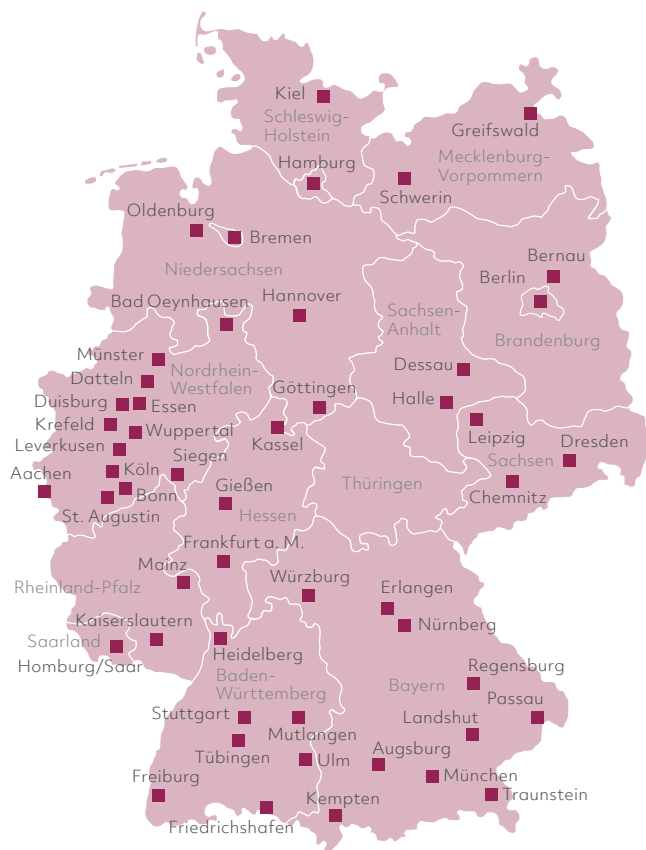 Kiel
Schleswig-
Holstein
Greifswald
Mecklenburg-
Vorpommern
Hamburg
Schwerin
Oldenburg
Bremen
Bernau
Niedersachsen
Berlin
Bad Oeynhausen
Hannover
Sachsen-
Anhalt
Brandenburg
Münster
Nordrhein-
Westfalen
Dessau
Datteln
Göttingen
Halle
Duisburg
Essen
Krefeld
Wuppertal
Kassel
Leipzig
Leverkusen
Siegen
Dresden
Aachen
Köln
Sachsen
Gießen
Thüringen
Chemnitz
Bonn
St. Augustin
Hessen
Frankfurt a. M.
Mainz
Würzburg
Rheinland-Pfalz
Erlangen
Kaiserslautern
Nürnberg
Saarland
Heidelberg
Homburg/Saar
Regensburg
Baden-
Württemberg
Bayern
Passau
Stuttgart
Landshut
Mutlangen
Tübingen
Ulm
Augsburg
Freiburg
München
Kempten
Traunstein
Friedrichshafen